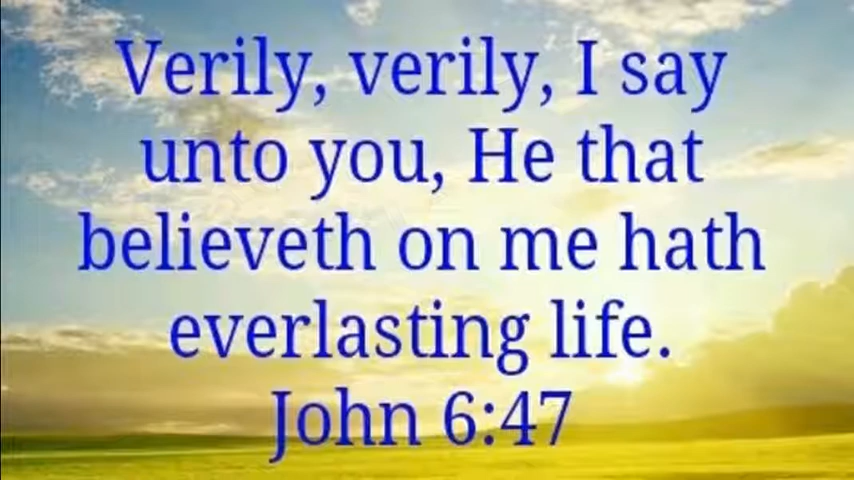 Verily, verily, I say
unto you, He that
believeth on me hath
everlasting life.
John 6:47